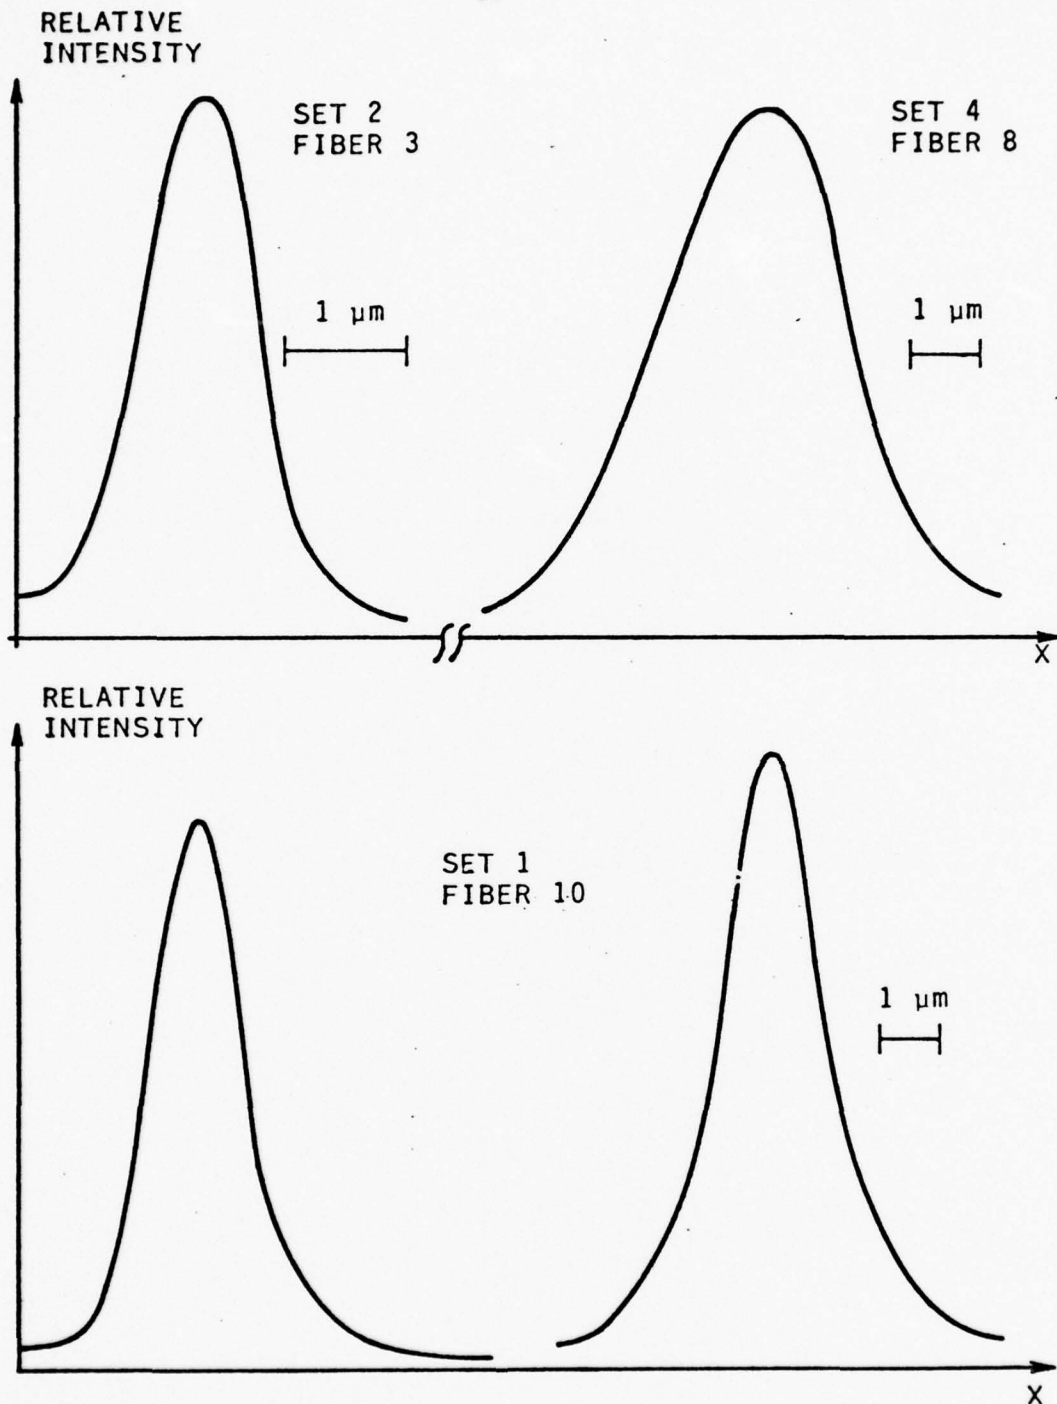 RELATIVE
INTENSITY
SET 2
FIBER 3
SET 4
FIBER 8
1 µm
1 µm
X
RELATIVE
INTENSITY
SET 1
FIBER 10
1 µm
X